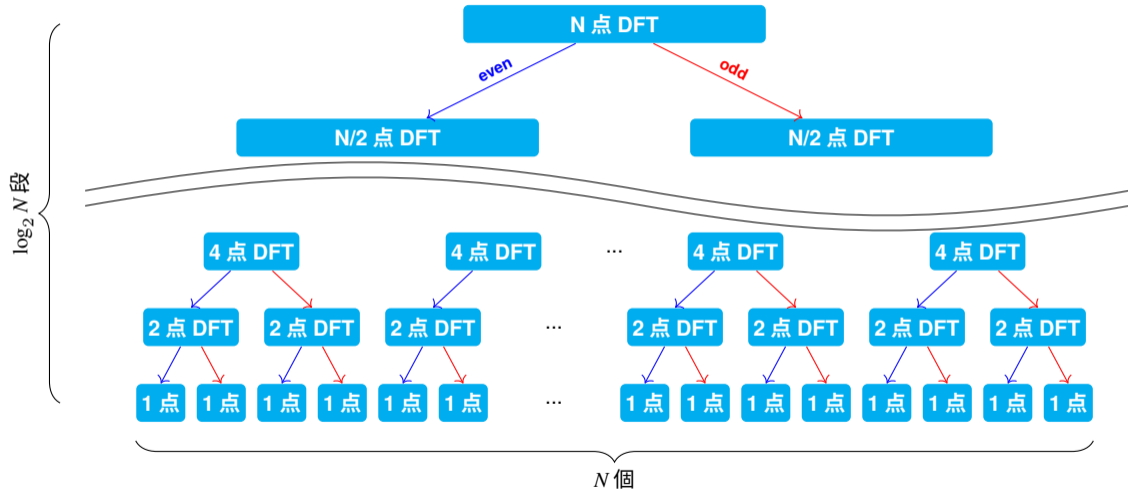 N 点 DFT
even
odd
N/2 点 DFT N/2 点 DFT
log₂ N 段
4 点 DFT 4 点 DFT ... 4 点 DFT 4 点 DFT
2 点 DFT 2 点 DFT 2 点 DFT ... 2 点 DFT 2 点 DFT 2 点 DFT 2 点 DFT
1 点 1 点 1 点 1 点 1 点 1 点 ... 1 点 1 点 1 点 1 点 1 点 1 点 1 点 1 点
N 個